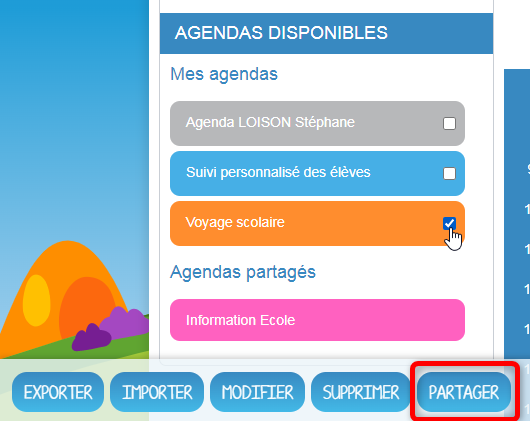 AGENDAS DISPONIBLES
Mes agendas
Agenda LOISON Stéphane
Suivi personnalisé des élèves
Voyage scolaire
Agendas partagés
Information Ecole
EXPORTER IMPORTER MODIFIER SUPPRIMER PARTAGER